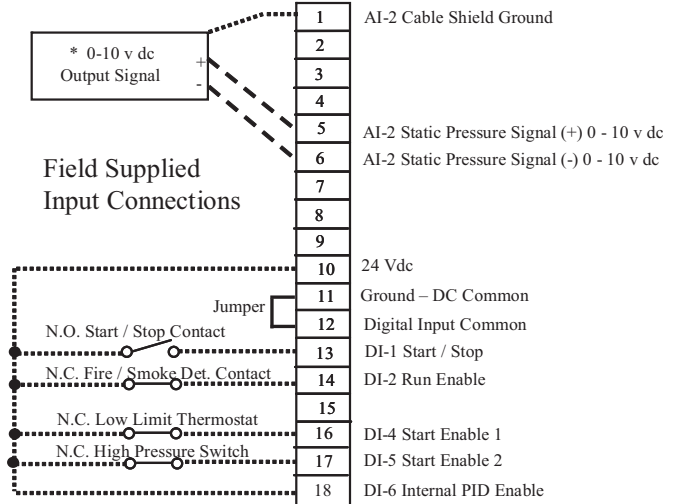 1 AI-2 Cable Shield Ground
* 0-10 v dc
Output Signal
+
-
2
3
4
5 AI-2 Static Pressure Signal (+) 0 - 10 v dc
6 AI-2 Static Pressure Signal (-) 0 - 10 v dc
Field Supplied
Input Connections
7
8
9
10 24 Vdc
11 Ground – DC Common
Jumper
12 Digital Input Common
N.O. Start / Stop Contact
13 DI-1 Start / Stop
N.C. Fire / Smoke Det. Contact
14 DI-2 Run Enable
15
N.C. Low Limit Thermostat
16 DI-4 Start Enable 1
N.C. High Pressure Switch
17 DI-5 Start Enable 2
18 DI-6 Internal PID Enable